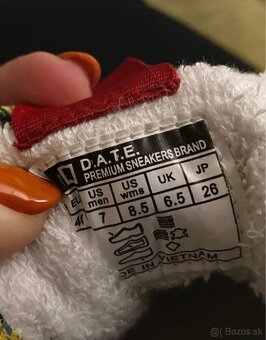 D.A.T.E.
PREMIUM SNEAKERS BRAND
US men US wms UK JP
7 8.5 6.5 26
MADE IN VIETNAM
© Bazos.sk